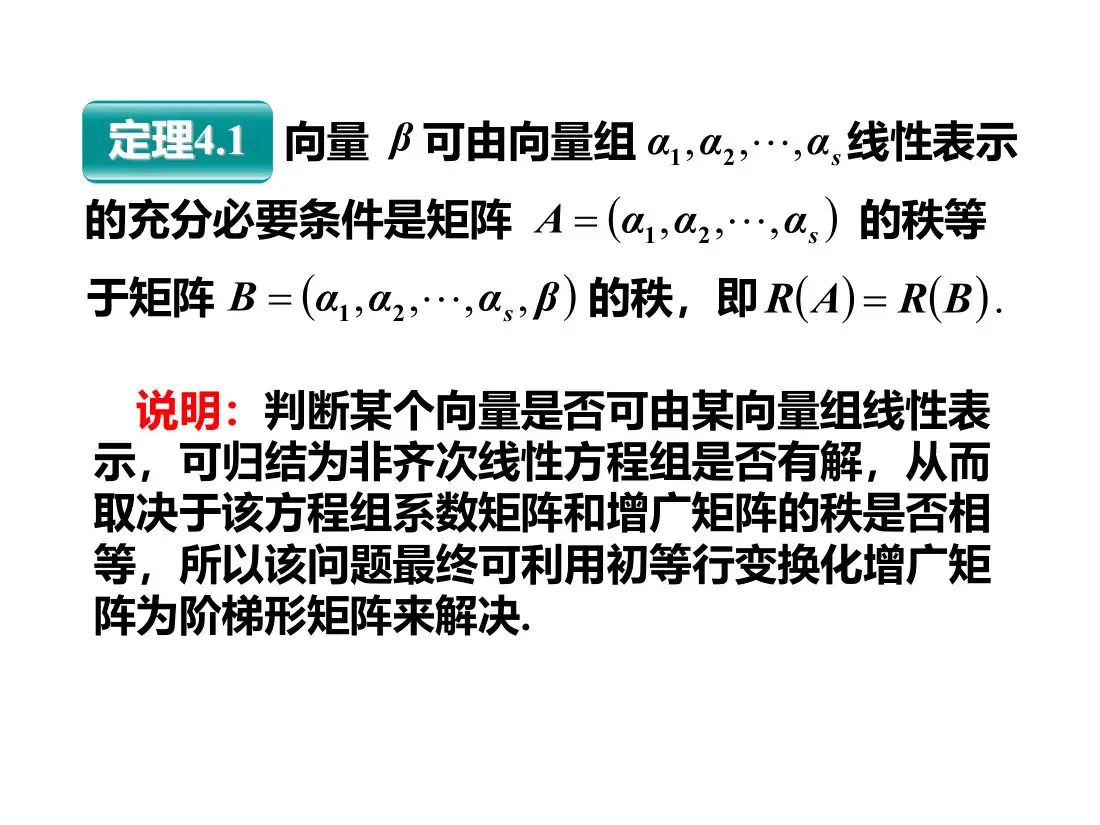 定理4.1 向量 β 可由向量组 α₁,α₂,⋯,αₛ 线性表示
的充分必要条件是矩阵 A = (α₁,α₂,⋯,αₛ) 的秩等
于矩阵 B = (α₁,α₂,⋯,αₛ,β) 的秩，即 R(A) = R(B).
说明：判断某个向量是否可由某向量组线性表
示，可归结为非齐次线性方程组是否有解，从而
取决于该方程组系数矩阵和增广矩阵的秩是否相
等，所以该问题最终可利用初等行变换化增广矩
阵为阶梯形矩阵来解决.